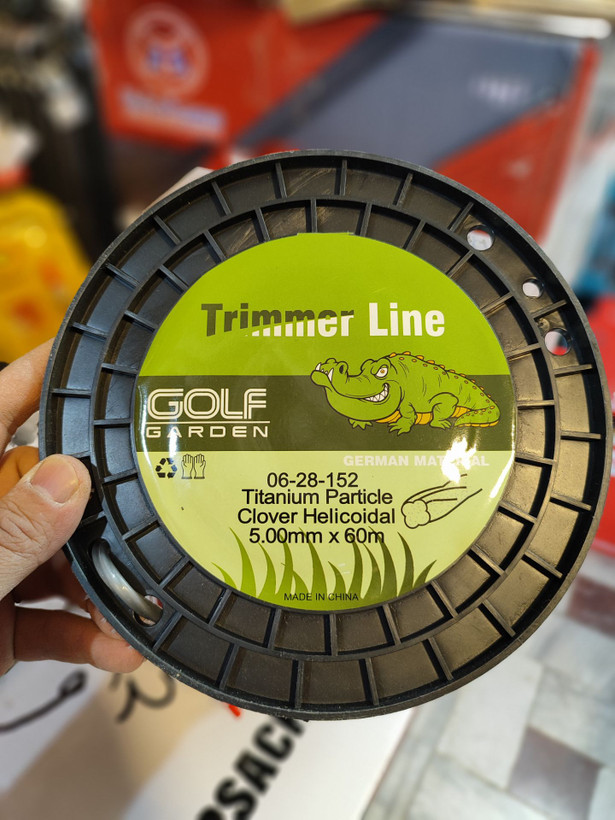 Trimmer Line
GOLF
GARDEN
GERMAN MATERIAL
06-28-152
Titanium Particle
Clover Helicoidal
5.00mm x 60m
MADE IN CHINA